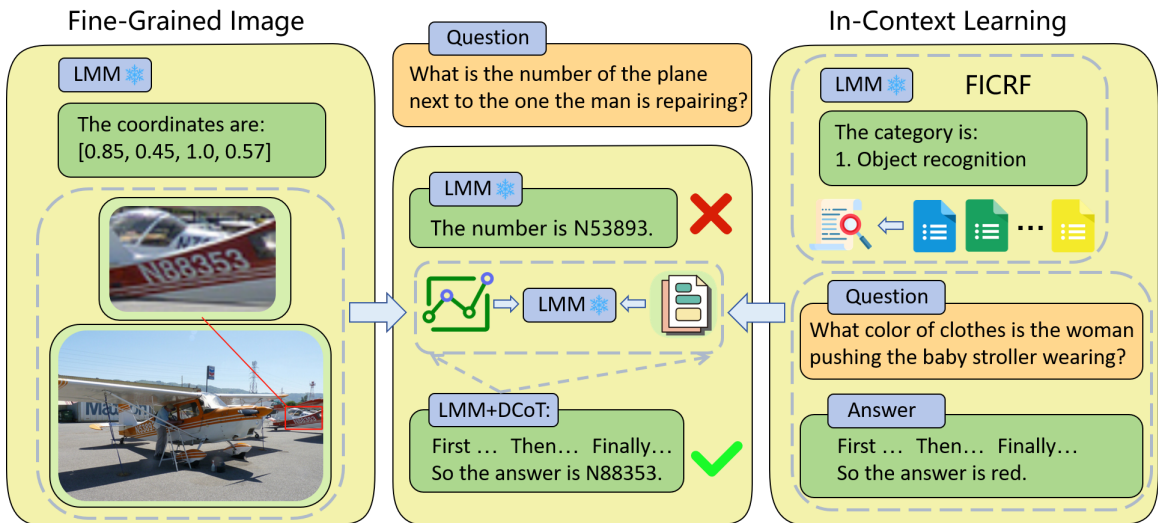 Fine-Grained Image
LMM
The coordinates are:
[0.85, 0.45, 1.0, 0.57]
N88353
Question
What is the number of the plane
next to the one the man is repairing?
LMM
The number is N53893.
LMM
LMM+DCoT:
First … Then… Finally…
So the answer is N88353.
In-Context Learning
LMM
FICRF
The category is:
1. Object recognition
...
Question
What color of clothes is the woman
pushing the baby stroller wearing?
Answer
First … Then… Finally…
So the answer is red.